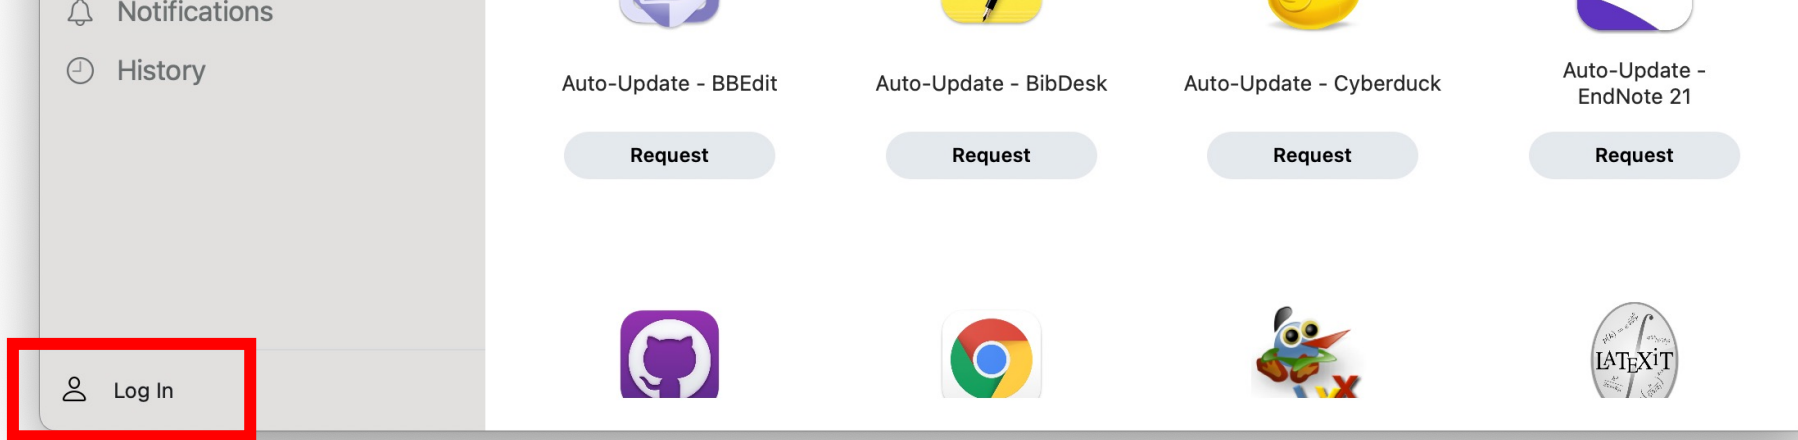 Notifications
History
Auto-Update - BBEdit
Auto-Update - BibDesk
Auto-Update - Cyberduck
Auto-Update -
EndNote 21
Request
Request
Request
Request
LATEXiT
Log In